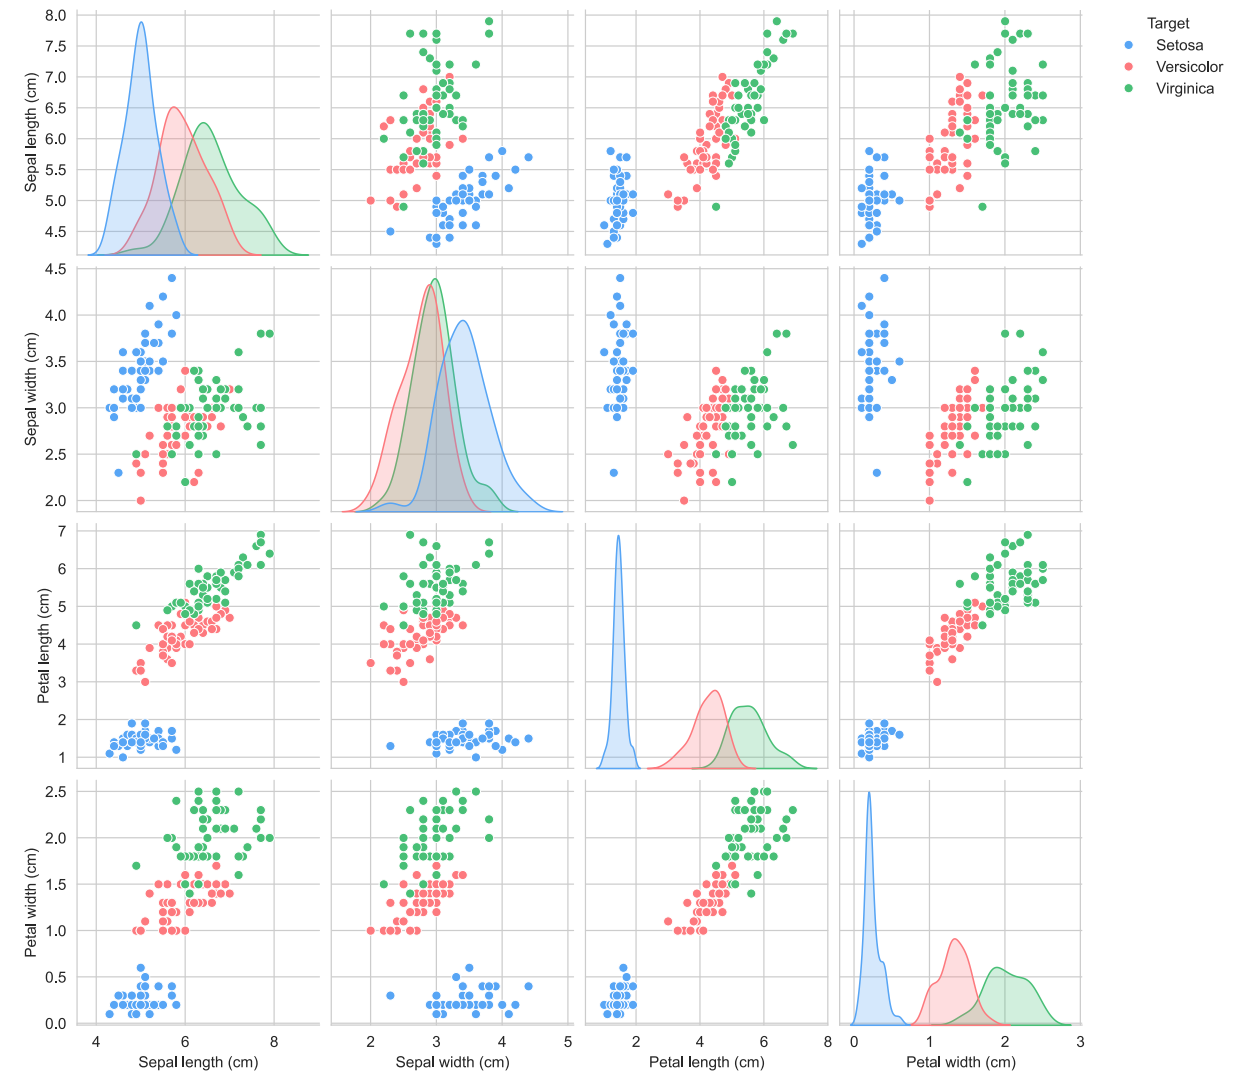 Target
Setosa
Versicolor
Virginica
8.0
7.5
7.0
6.5
6.0
5.5
5.0
4.5
Sepal length (cm)
4.5
4.0
3.5
3.0
2.5
2.0
Sepal width (cm)
7
6
5
4
3
2
1
Petal length (cm)
2.5
2.0
1.5
1.0
0.5
0.0
Petal width (cm)
4 6 8
2 3 4 5
2 4 6 8
0 1 2 3
Sepal length (cm)
Sepal width (cm)
Petal length (cm)
Petal width (cm)